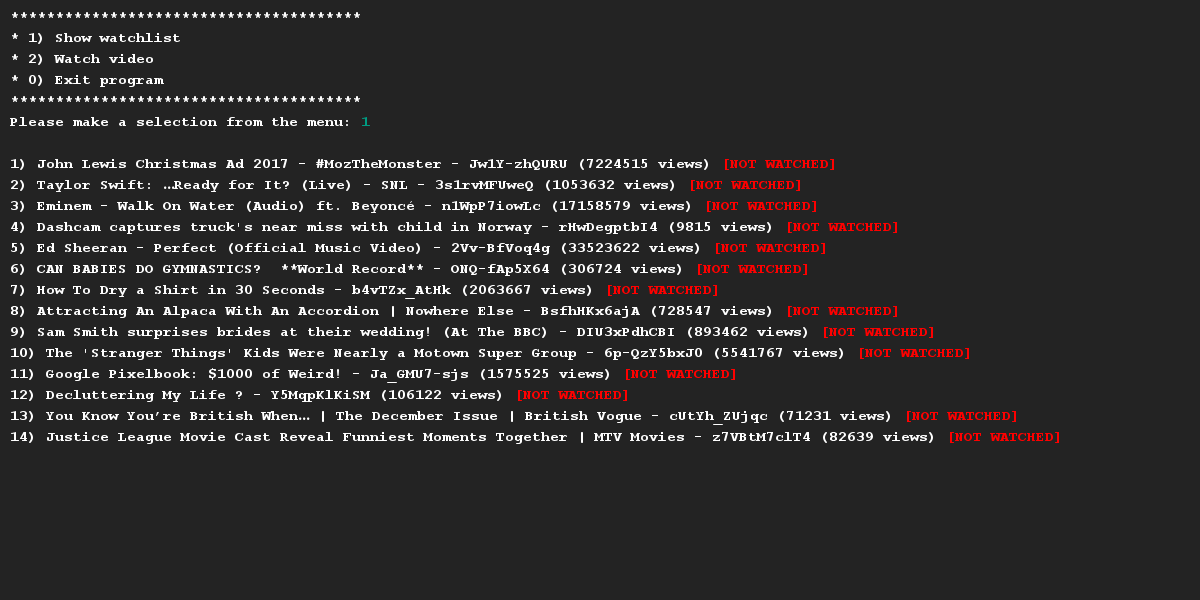 ***************************************
* 1) Show watchlist
* 2) Watch video
* 0) Exit program
***************************************
Please make a selection from the menu: 1
1) John Lewis Christmas Ad 2017 - #MozTheMonster - Jw1Y-zhQURU (7224515 views) [NOT WATCHED]
2) Taylor Swift: …Ready for It? (Live) - SNL - 3s1rvMFUweQ (1053632 views) [NOT WATCHED]
3) Eminem - Walk On Water (Audio) ft. Beyoncé - n1WpP7iowLc (17158579 views) [NOT WATCHED]
4) Dashcam captures truck's near miss with child in Norway - rHwDegptbI4 (9815 views) [NOT WATCHED]
5) Ed Sheeran - Perfect (Official Music Video) - 2Vv-BfVoq4g (33523622 views) [NOT WATCHED]
6) CAN BABIES DO GYMNASTICS?  **World Record** - ONQ-fAp5X64 (306724 views) [NOT WATCHED]
7) How To Dry a Shirt in 30 Seconds - b4vTZx_AtHk (2063667 views) [NOT WATCHED]
8) Attracting An Alpaca With An Accordion | Nowhere Else - BsfhHKx6ajA (728547 views) [NOT WATCHED]
9) Sam Smith surprises brides at their wedding! (At The BBC) - DIU3xPdhCBI (893462 views) [NOT WATCHED]
10) The 'Stranger Things' Kids Were Nearly a Motown Super Group - 6p-QzY5bxJ0 (5541767 views) [NOT WATCHED]
11) Google Pixelbook: $1000 of Weird! - Ja_GMU7-sjs (1575525 views) [NOT WATCHED]
12) Decluttering My Life ? - Y5MqpKlKiSM (106122 views) [NOT WATCHED]
13) You Know You’re British When… | The December Issue | British Vogue - cUtYh_ZUjqc (71231 views) [NOT WATCHED]
14) Justice League Movie Cast Reveal Funniest Moments Together | MTV Movies - z7VBtM7clT4 (82639 views) [NOT WATCHED]